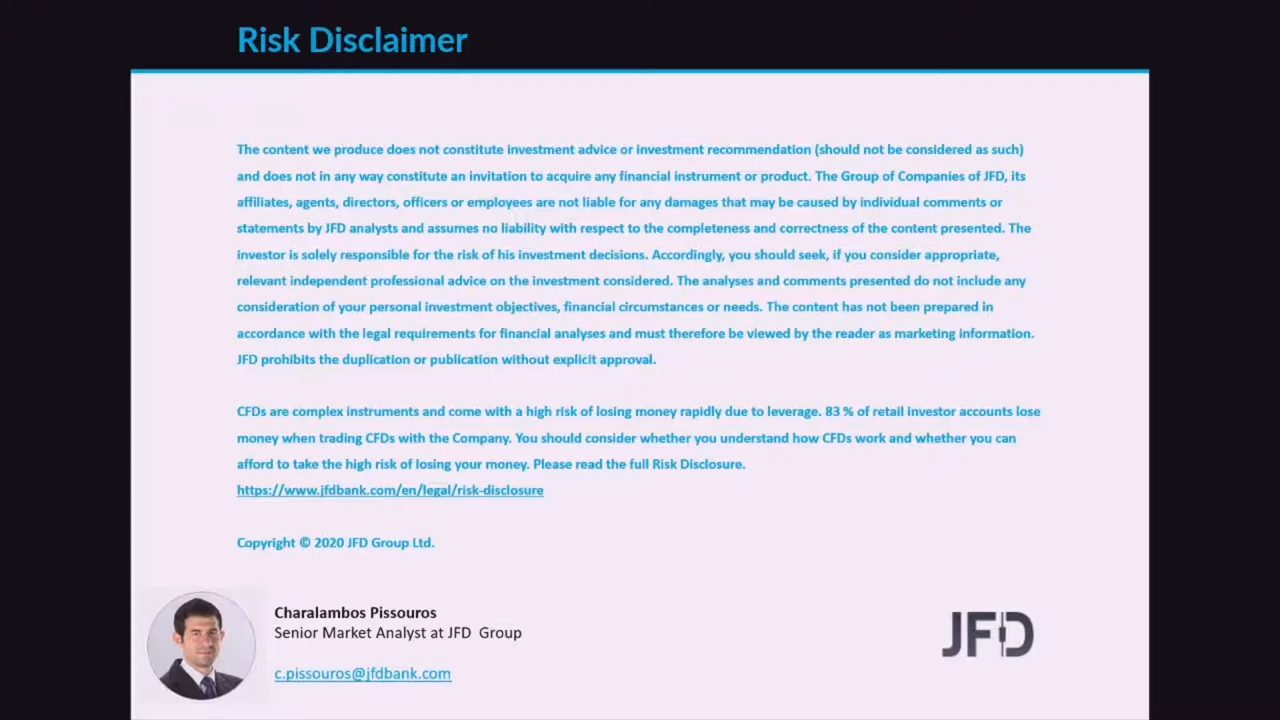 Risk Disclaimer
The content we produce does not constitute investment advice or investment recommendation (should not be considered as such)
and does not in any way constitute an invitation to acquire any financial instrument or product. The Group of Companies of JFD, its
affiliates, agents, directors, officers or employees are not liable for any damages that may be caused by individual comments or
statements by JFD analysts and assumes no liability with respect to the completeness and correctness of the content presented. The
investor is solely responsible for the risk of his investment decisions. Accordingly, you should seek, if you consider appropriate,
relevant independent professional advice on the investment considered. The analyses and comments presented do not include any
consideration of your personal investment objectives, financial circumstances or needs. The content has not been prepared in
accordance with the legal requirements for financial analyses and must therefore be viewed by the reader as marketing information.
JFD prohibits the duplication or publication without explicit approval.
CFDs are complex instruments and come with a high risk of losing money rapidly due to leverage. 83 % of retail investor accounts lose
money when trading CFDs with the Company. You should consider whether you understand how CFDs work and whether you can
afford to take the high risk of losing your money. Please read the full Risk Disclosure.
https://www.jfdbank.com/en/legal/risk-disclosure
Copyright © 2020 JFD Group Ltd.
Charalambos Pissouros
Senior Market Analyst at JFD Group
c.pissouros@jfdbank.com
JFD